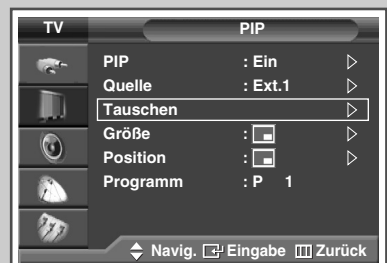 TV PIP
PIP : Ein
Quelle : Ext.1
Tauschen
Größe :
Position :
Programm : P 1
Navig. Eingabe Zurück